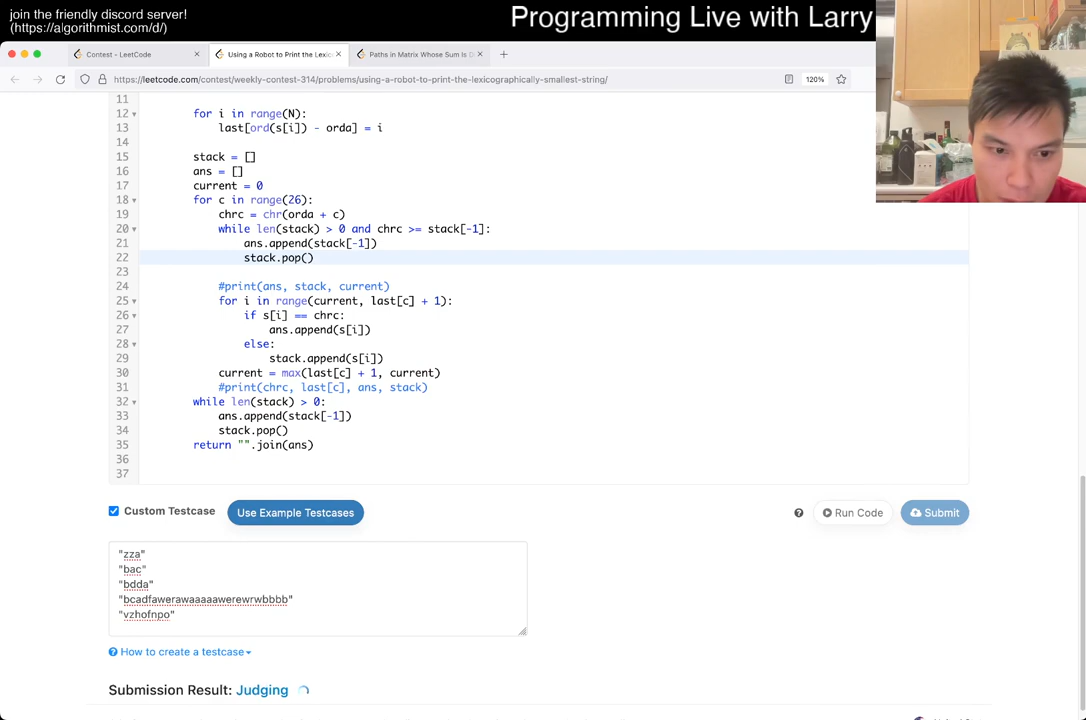 join the friendly discord server!
(https://algorithmist.com/d/)
Programming Live with Larry
Contest - LeetCode
Using a Robot to Print the Lexic
Paths in Matrix Whose Sum Is D
https://leetcode.com/contest/weekly-contest-314/problems/using-a-robot-to-print-the-lexicographically-smallest-string/
120%
11
12 for i in range(N):
13 last[ord(s[i]) - orda] = i
14
15 stack = []
16 ans = []
17 current = 0
18 for c in range(26):
19 chrc = chr(orda + c)
20 while len(stack) > 0 and chrc >= stack[-1]:
21 ans.append(stack[-1])
22 stack.pop()
23
24 #print(ans, stack, current)
25 for i in range(current, last[c] + 1):
26 if s[i] == chrc:
27 ans.append(s[i])
28 else:
29 stack.append(s[i])
30 current = max(last[c] + 1, current)
31 #print(chrc, last[c], ans, stack)
32 while len(stack) > 0:
33 ans.append(stack[-1])
34 stack.pop()
35 return "".join(ans)
36
37
Custom Testcase
Use Example Testcases
Run Code
Submit
"zza"
"bac"
"bdda"
"bcadfawerawaaaaawerewrwbbbb"
"vzhofnpo"
How to create a testcase
Submission Result: Judging